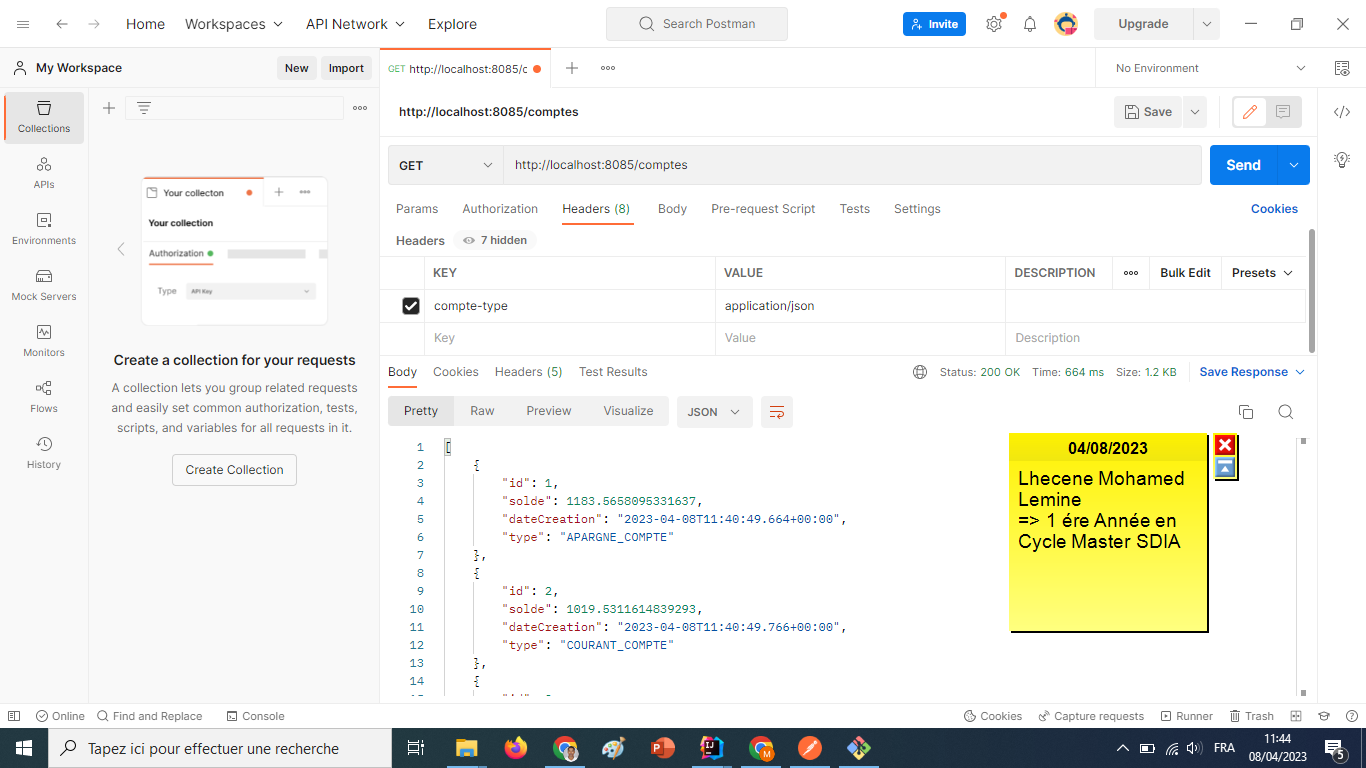 Home
Workspaces
API Network
Explore
Search Postman
Invite
Upgrade
My Workspace
New
Import
GET http://localhost:8085/c
No Environment
Collections
APIs
Environments
Mock Servers
Monitors
Flows
History
Your collecton
Your collection
Authorization
Type
API Key
Create a collection for your requests
A collection lets you group related requests
and easily set common authorization, tests,
scripts, and variables for all requests in it.
Create Collection
http://localhost:8085/comptes
Save
GET
http://localhost:8085/comptes
Send
Params Authorization Headers (8) Body Pre-request Script Tests Settings
Cookies
Headers 7 hidden
KEY VALUE DESCRIPTION Bulk Edit Presets
compte-type application/json
Key Value Description
Body Cookies Headers (5) Test Results
Status: 200 OK Time: 664 ms Size: 1.2 KB Save Response
Pretty Raw Preview Visualize JSON
1 [
2 {
3 "id": 1,
4 "solde": 1183.5658095331637,
5 "dateCreation": "2023-04-08T11:40:49.664+00:00",
6 "type": "APARGNE_COMPTE"
7 },
8 {
9 "id": 2,
10 "solde": 1019.5311614839293,
11 "dateCreation": "2023-04-08T11:40:49.766+00:00",
12 "type": "COURANT_COMPTE"
13 },
14 {
04/08/2023
Lhecene Mohamed
Lemine
=> 1 ére Année en
Cycle Master SDIA
Online
Find and Replace
Console
Cookies
Capture requests
Runner
Trash
Tapez ici pour effectuer une recherche
FRA
11:44
08/04/2023
5